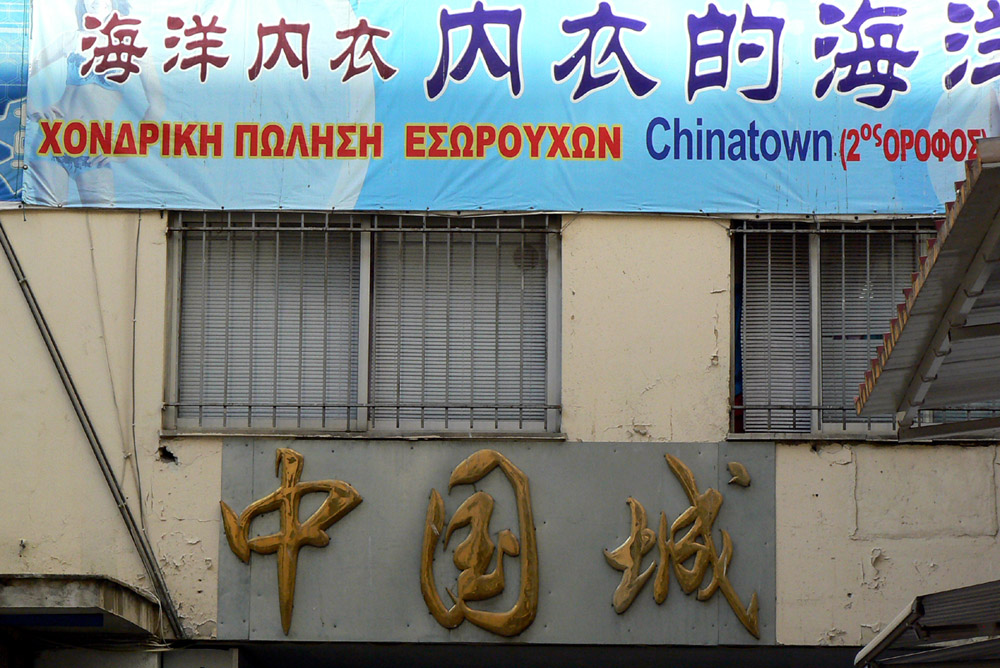 海洋内衣 内衣的海洋
ΧΟΝΔΡΙΚΗ ΠΩΛΗΣΗ ΕΣΩΡΟΥΧΩΝ Chinatown (2ος ΟΡΟΦΟΣ)
中国城